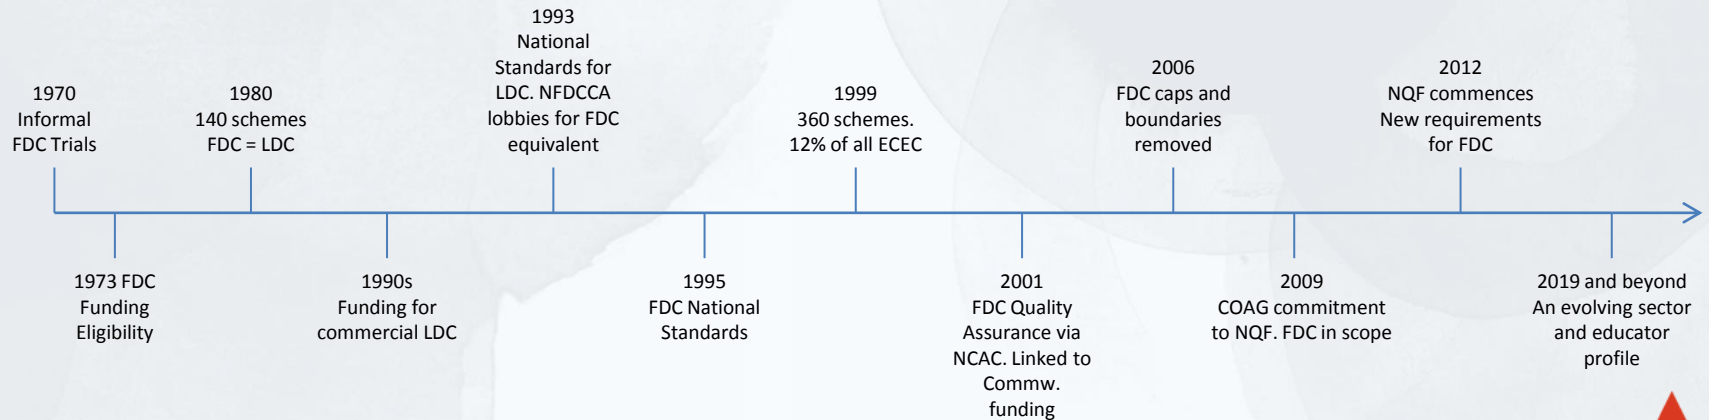 1970
Informal
FDC Trials
1973 FDC
Funding
Eligibility
1980
140 schemes
FDC = LDC
1990s
Funding for
commercial LDC
1993
National
Standards for
LDC. NFDCCA
lobbies for FDC
equivalent
1995
FDC National
Standards
1999
360 schemes.
12% of all ECEC
2001
FDC Quality
Assurance via
NCAC. Linked to
Commw.
funding
2006
FDC caps and
boundaries
removed
2009
COAG commitment
to NQF. FDC in scope
2012
NQF commences
New requirements
for FDC
2019 and beyond
An evolving sector
and educator
profile